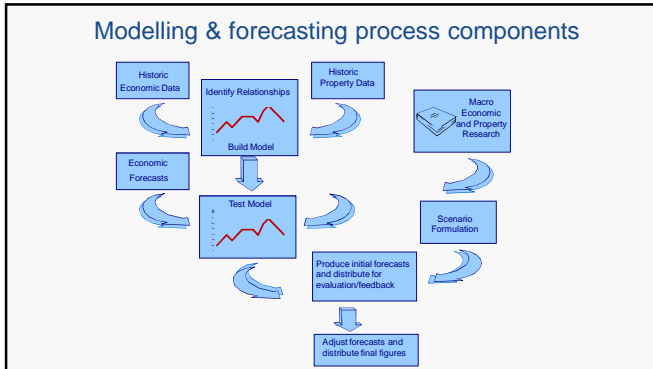 Modelling & forecasting process components
Historic
Economic Data
Identify Relationships
Build Model
Historic
Property Data
Macro
Economic
and Property
Research
Economic
Forecasts
Test Model
Scenario
Formulation
Produce initial forecasts
and distribute for
evaluation/feedback
Adjust forecasts and
distribute final figures